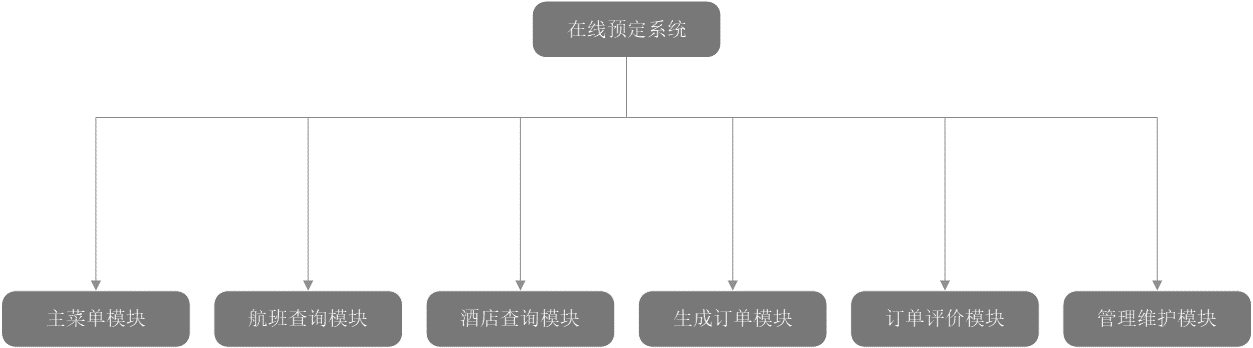 在线预定系统
主菜单模块
航班查询模块
酒店查询模块
生成订单模块
订单评价模块
管理维护模块